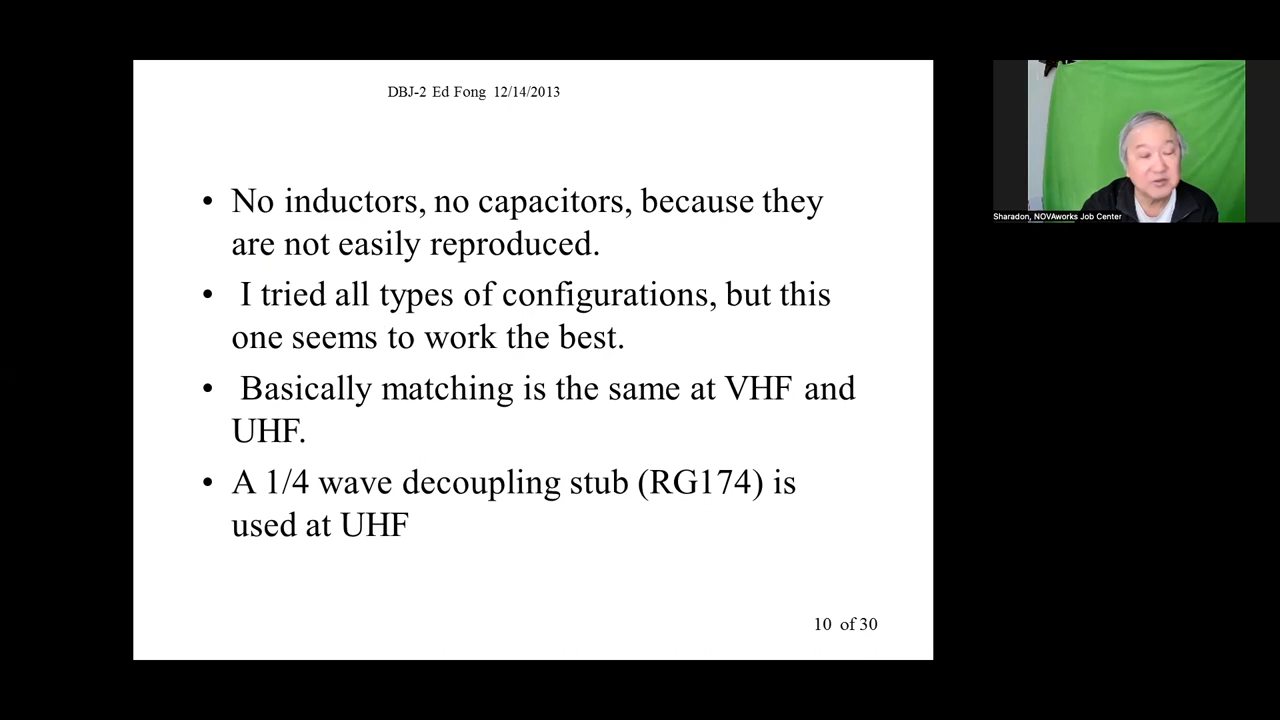 DBJ-2 Ed Fong 12/14/2013
• No inductors, no capacitors, because they
are not easily reproduced.
• I tried all types of configurations, but this
one seems to work the best.
• Basically matching is the same at VHF and
UHF.
• A 1/4 wave decoupling stub (RG174) is
used at UHF
10 of 30
Sharadon, NOVAworks Job Center